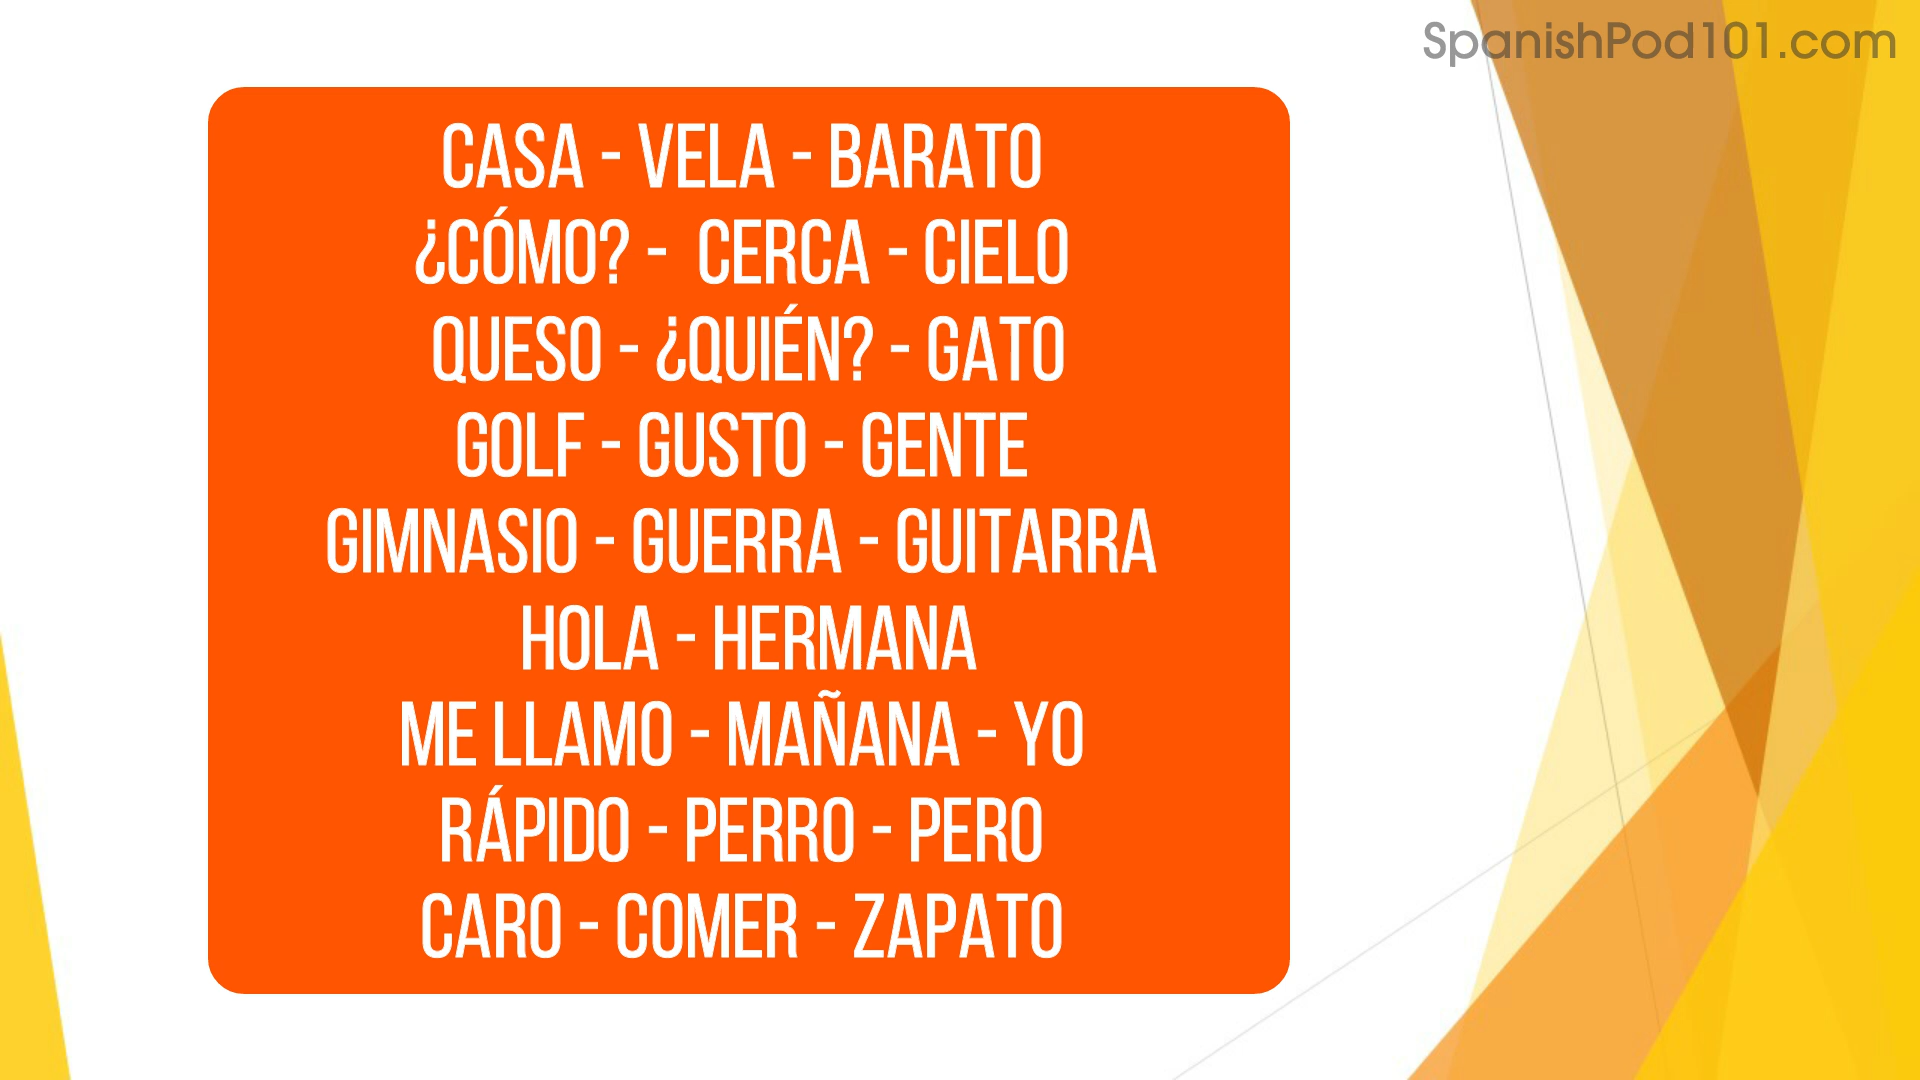 SpanishPod101.com
CASA - VELA - BARATO
¿CÓMO? - CERCA - CIELO
QUESO - ¿QUIÉN? - GATO
GOLF - GUSTO - GENTE
GIMNASIO - GUERRA - GUITARRA
HOLA - HERMANA
ME LLAMO - MAÑANA - YO
RÁPIDO - PERRO - PERO
CARO - COMER - ZAPATO